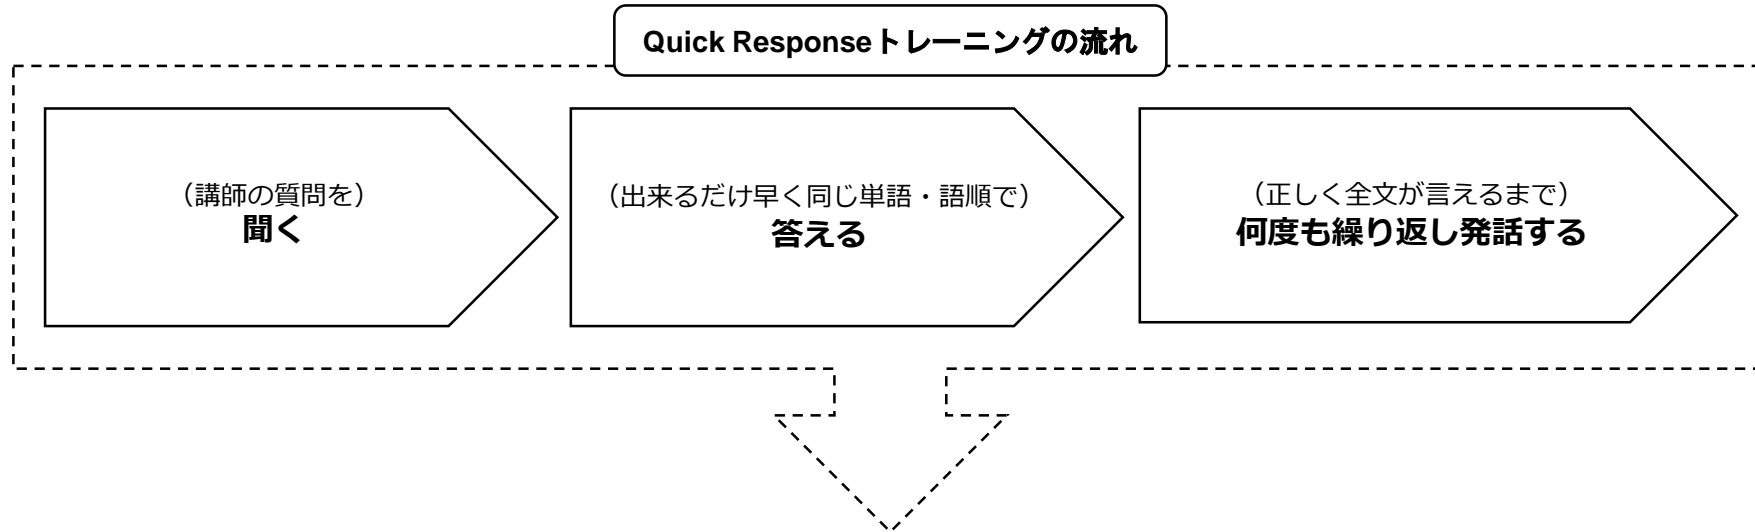 Quick Responseトレーニングの流れ
（講師の質問を）
聞く
（出来るだけ早く同じ単語・語順で）
答える
（正しく全文が言えるまで）
何度も繰り返し発話する